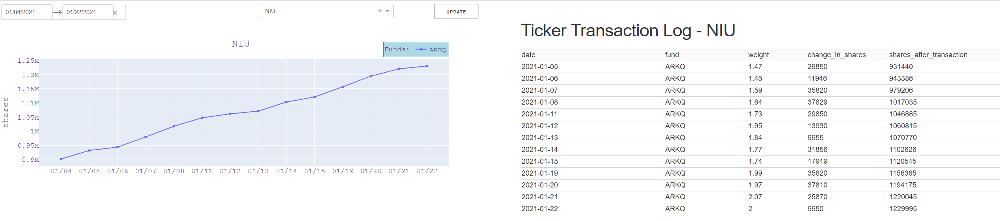 01/04/2021 → 01/22/2021 ×
NIU × 
UPDATE
NIU
Funds: ARKQ
1.25M
1.2M
1.15M
1.1M
1.05M
1M
0.95M
0.9M
shares
01/04 01/05 01/06 01/07 01/08 01/11 01/12 01/13 01/14 01/15 01/19 01/20 01/21 01/22
Ticker Transaction Log - NIU
date fund weight change_in_shares shares_after_transaction
2021-01-05 ARKQ 1.47 29850 931440
2021-01-06 ARKQ 1.46 11946 943386
2021-01-07 ARKQ 1.59 35820 979206
2021-01-08 ARKQ 1.64 37829 1017035
2021-01-11 ARKQ 1.73 29850 1046885
2021-01-12 ARKQ 1.95 13930 1060815
2021-01-13 ARKQ 1.84 9955 1070770
2021-01-14 ARKQ 1.77 31856 1102626
2021-01-15 ARKQ 1.74 17919 1120545
2021-01-19 ARKQ 1.99 35820 1156365
2021-01-20 ARKQ 1.97 37810 1194175
2021-01-21 ARKQ 2.07 25870 1220045
2021-01-22 ARKQ 2 9950 1229995